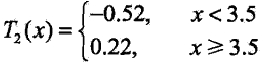 T₂(x) = { −0.52, x < 3.5
0.22, x ⩾ 3.5